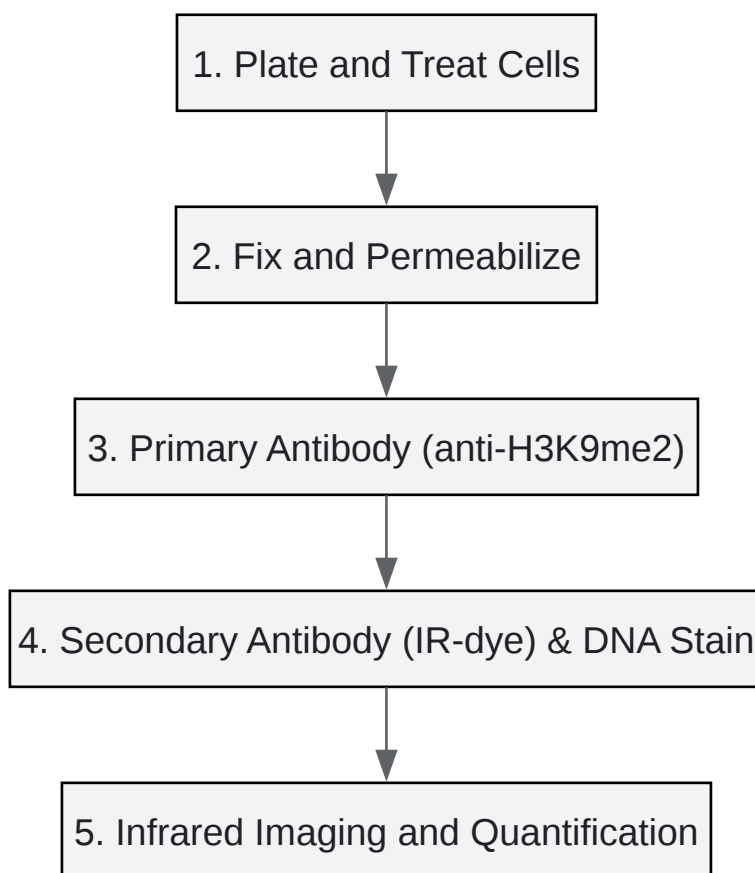 1. Plate and Treat Cells
2. Fix and Permeabilize
3. Primary Antibody (anti-H3K9me2)
4. Secondary Antibody (IR-dye) & DNA Stain
5. Infrared Imaging and Quantification